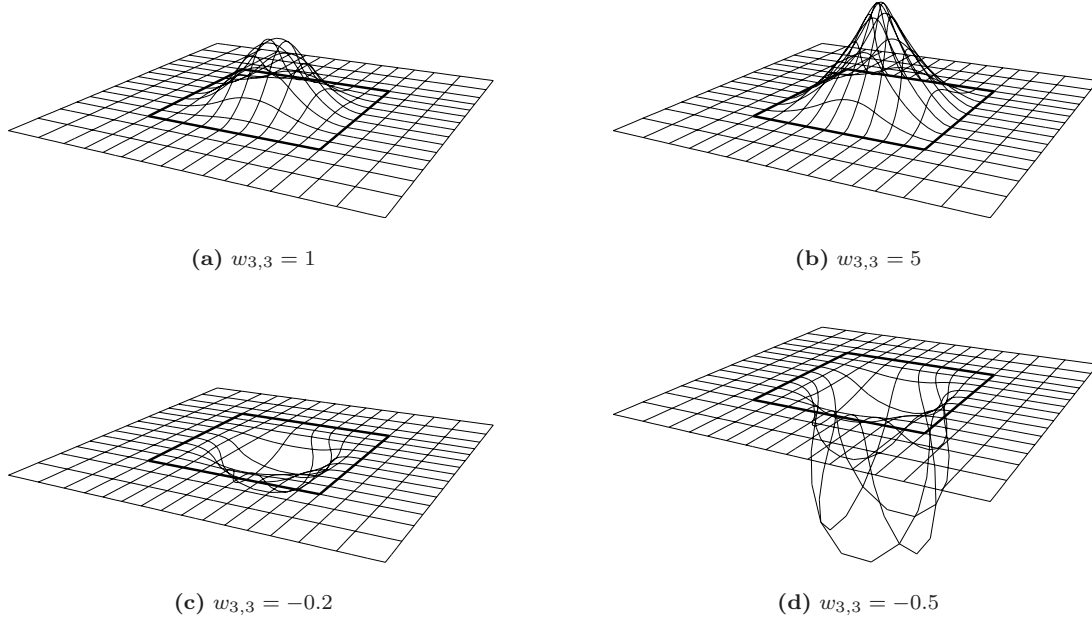 (a) w3,3 = 1
(b) w3,3 = 5
(c) w3,3 = −0.2
(d) w3,3 = −0.5